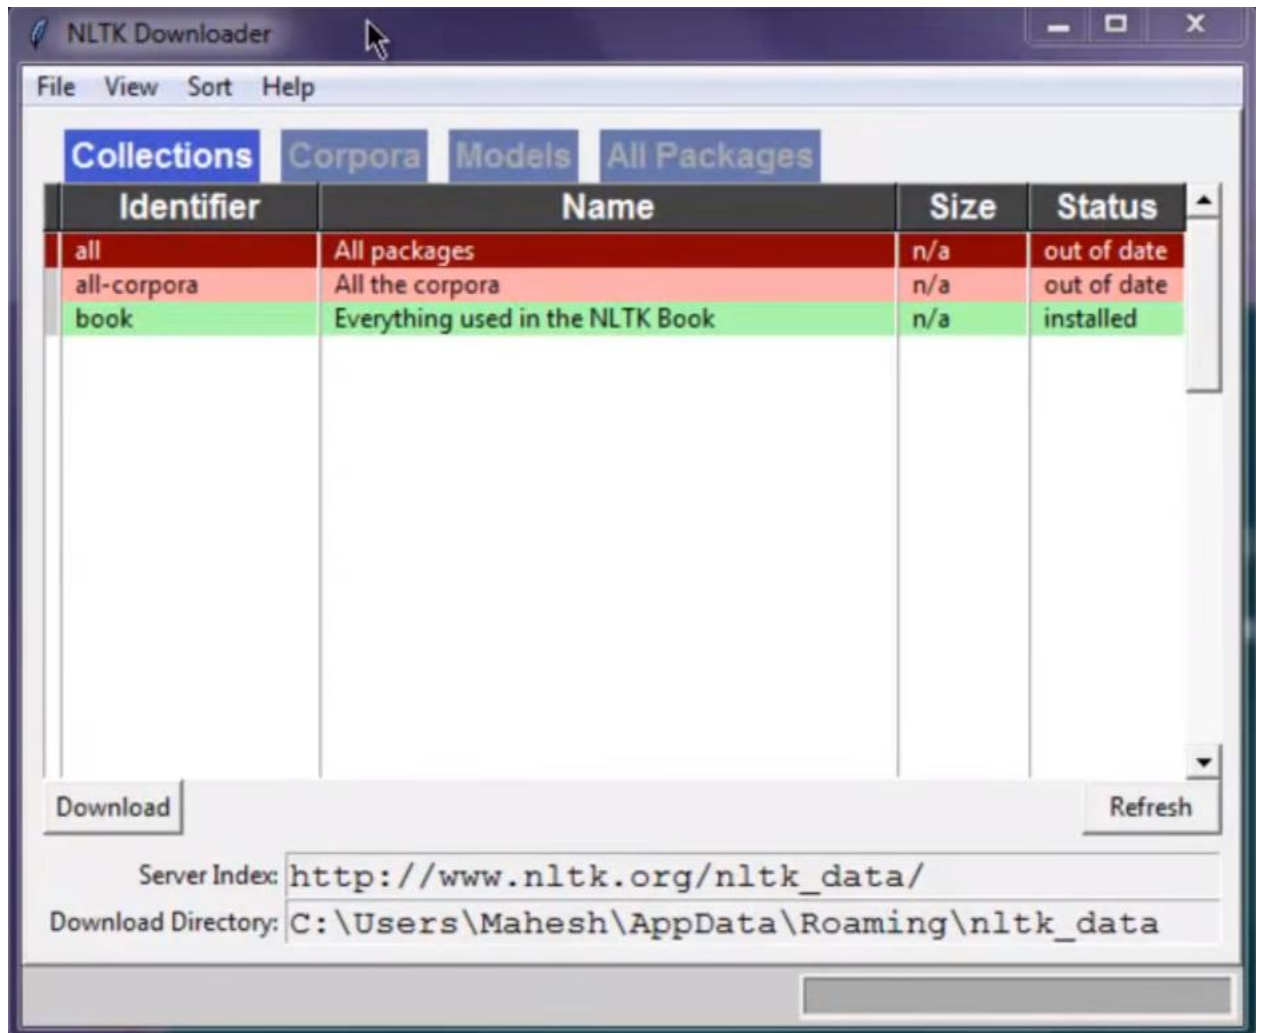 NLTK Downloader
File View Sort Help
Collections Corpora Models All Packages
Identifier Name Size Status
all All packages n/a out of date
all-corpora All the corpora n/a out of date
book Everything used in the NLTK Book n/a installed
Download Refresh
Server Index: http://www.nltk.org/nltk_data/
Download Directory: C:\Users\Mahesh\AppData\Roaming\nltk_data